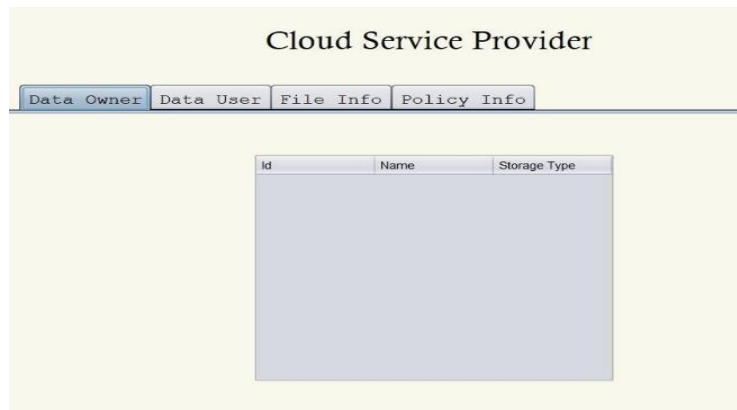 Cloud Service Provider
Data Owner Data User File Info Policy Info
Id Name Storage Type